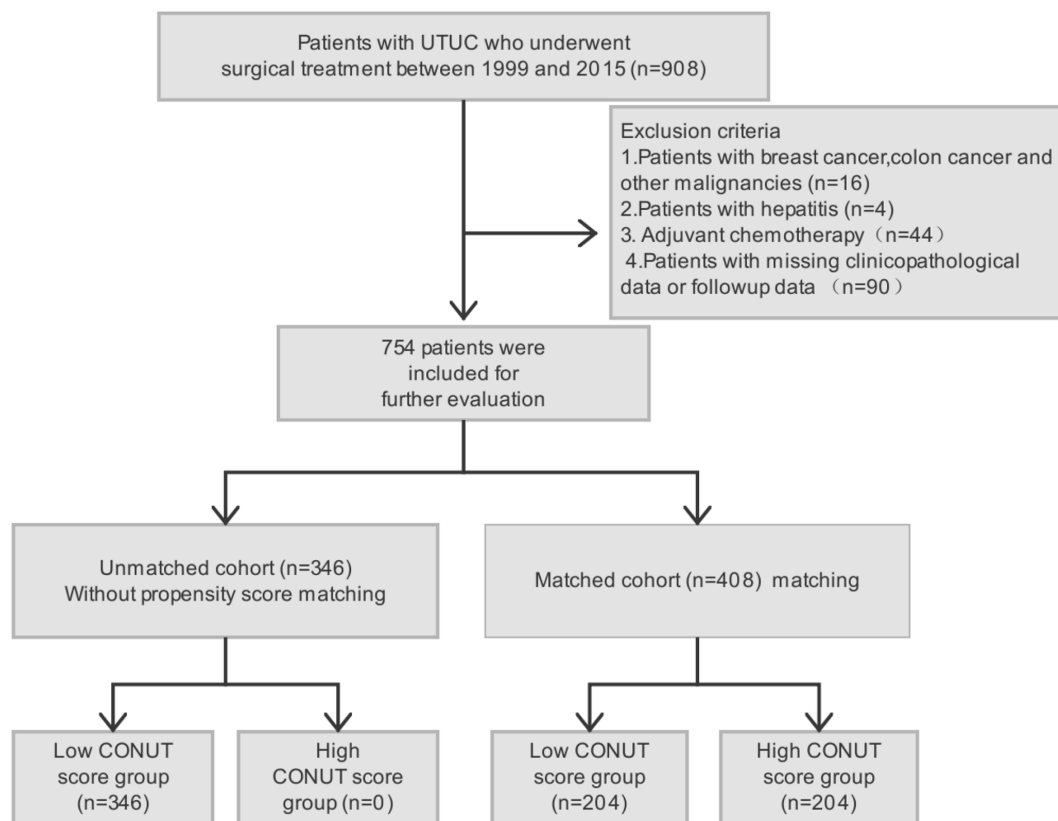 Patients with UTUC who underwent
surgical treatment between 1999 and 2015 (n=908)
Exclusion criteria
1.Patients with breast cancer,colon cancer and
other malignancies (n=16)
2.Patients with hepatitis (n=4)
3. Adjuvant chemotherapy（n=44）
4.Patients with missing clinicopathological
data or followup data （n=90）
754 patients were
included for
further evaluation
Unmatched cohort (n=346)
Without propensity score matching
Matched cohort (n=408) matching
Low CONUT
score group
(n=346)
High
CONUT score
group (n=0)
Low CONUT
score group
(n=204)
High CONUT
score group
(n=204)